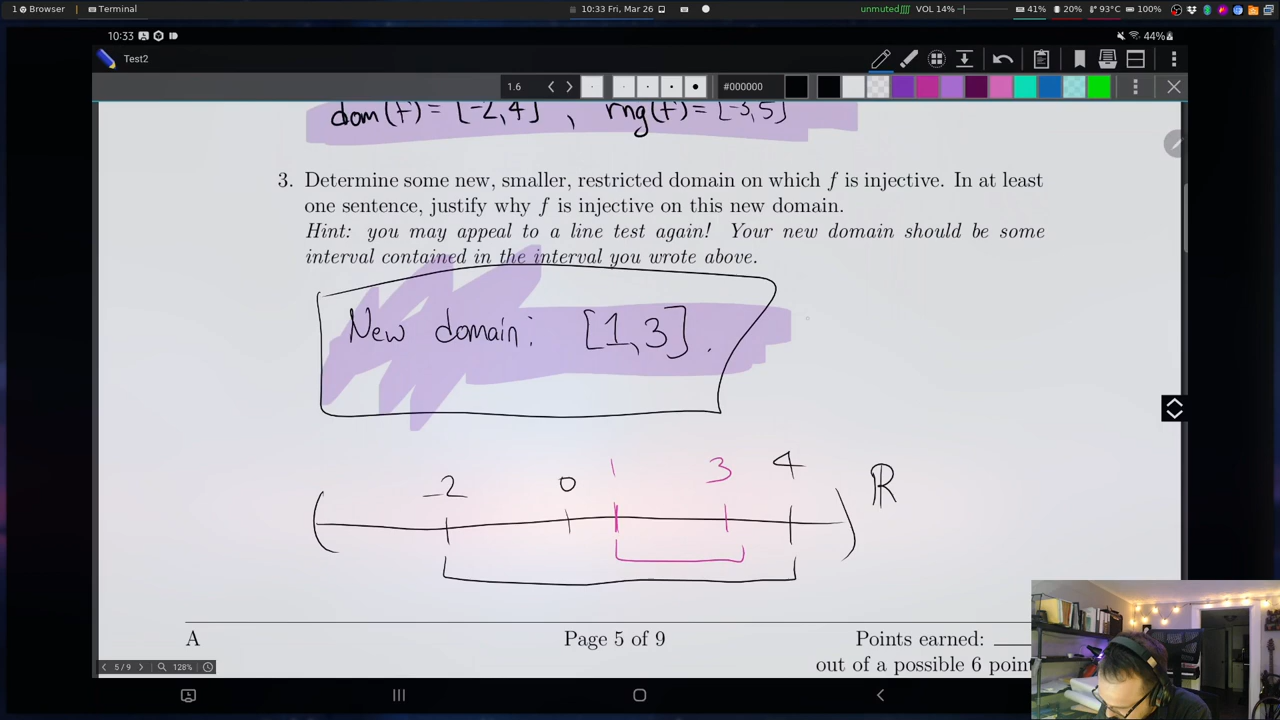 1 Browser Terminal 10:33 Fri, Mar 26 unmuted VOL 14% 41% 20% 93°C 100%
10:33 44%
Test2
1.6 #000000
dom(f) = [-2,4] , rng(f) = [-3,5]
3. Determine some new, smaller, restricted domain on which f is injective. In at least
one sentence, justify why f is injective on this new domain.
Hint: you may appeal to a line test again! Your new domain should be some
interval contained in the interval you wrote above.
New domain: [1,3].
-2 0 1 3 4 ℝ
A Page 5 of 9 Points earned:
out of a possible 6 poin
5/9 128%